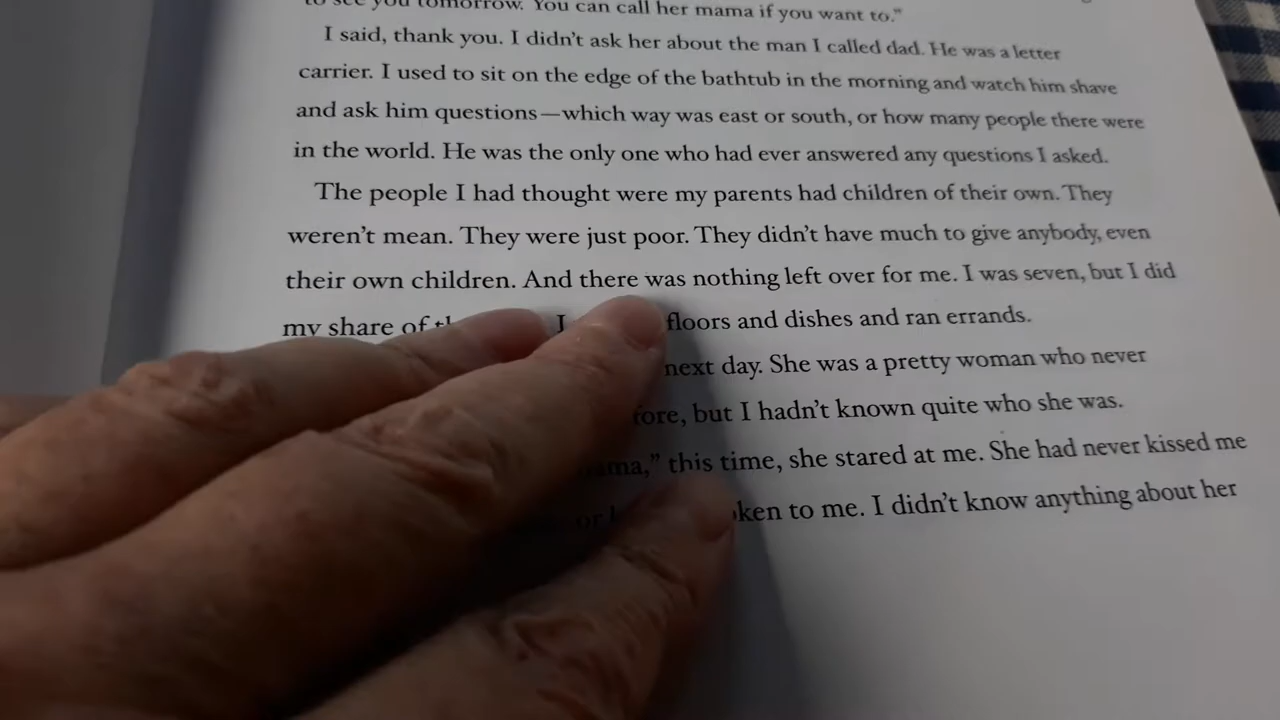 to see you tomorrow. You can call her mama if you want to."
I said, thank you. I didn't ask her about the man I called dad. He was a letter
carrier. I used to sit on the edge of the bathtub in the morning and watch him shave
and ask him questions—which way was east or south, or how many people there were
in the world. He was the only one who had ever answered any questions I asked.
The people I had thought were my parents had children of their own. They
weren't mean. They were just poor. They didn't have much to give anybody, even
their own children. And there was nothing left over for me. I was seven, but I did
my share of I floors and dishes and ran errands.
next day. She was a pretty woman who never
but I hadn't known quite who she was.
this time, she stared at me. She had never kissed me
or to me. I didn't know anything about her